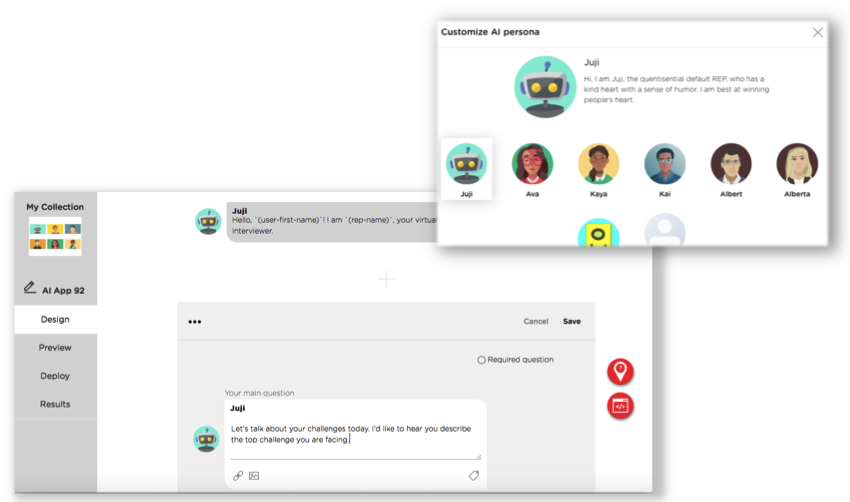 Customize AI persona
Juji
Hi, I am Juji, the quentisential default REP, who has a
kind heart with a sense of humor. I am best at winning
people's heart.
Juji
Ava
Kaya
Kai
Albert
Alberta
My Collection
AI App 92
Design
Preview
Deploy
Results
Juji
Hello, `(user-first-name)`! I am `(rep-name)`, your virtual
interviewer.
Cancel
Save
Required question
Your main question
Juji
Let's talk about your challenges today. I'd like to hear you describe
the top challenge you are facing.